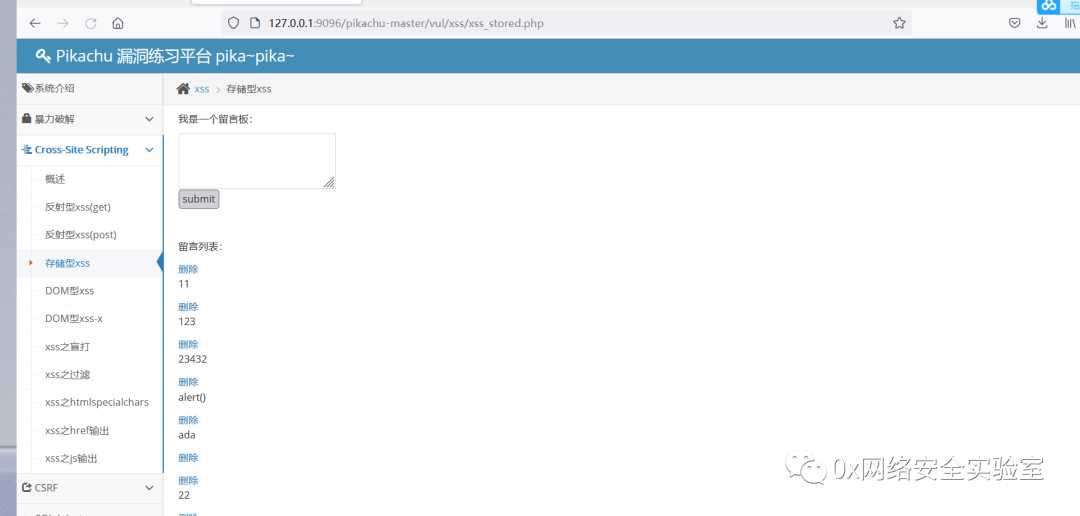 127.0.0.1:9096/pikachu-master/vul/xss/xss_stored.php
Pikachu 漏洞练习平台 pika~pika~
系统介绍
xss > 存储型xss
暴力破解
Cross-Site Scripting
概述
反射型xss(get)
反射型xss(post)
存储型xss
DOM型xss
DOM型xss-x
xss之盲打
xss之过滤
xss之htmlspecialchars
xss之href输出
xss之js输出
CSRF
我是一个留言板：
submit
留言列表：
删除
11
删除
123
删除
23432
删除
alert()
删除
ada
删除
删除
22
0x网络安全实验室